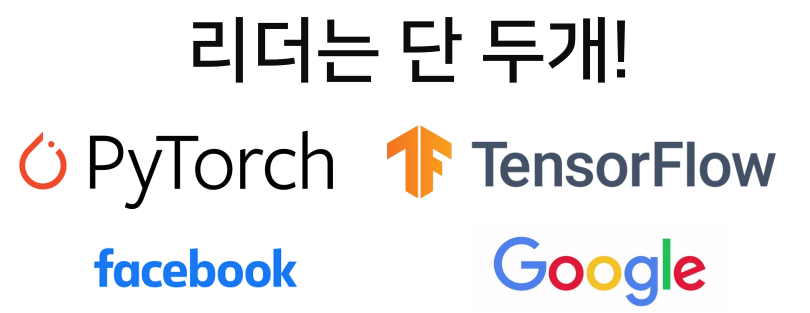 리더는 단 두개!
PyTorch
TensorFlow
facebook
Google